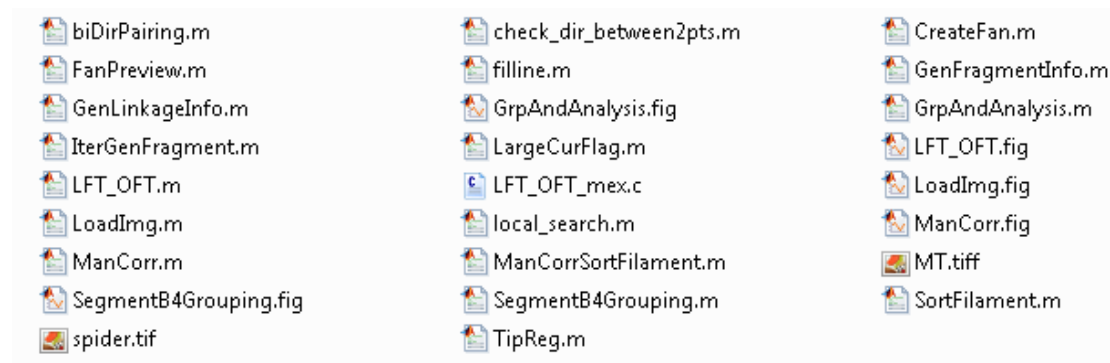 biDirPairing.m check_dir_between2pts.m CreateFan.m
FanPreview.m filline.m GenFragmentInfo.m
GenLinkageInfo.m GrpAndAnalysis.fig GrpAndAnalysis.m
IterGenFragment.m LargeCurFlag.m LFT_OFT.fig
LFT_OFT.m LFT_OFT_mex.c LoadImg.fig
LoadImg.m local_search.m ManCorr.fig
ManCorr.m ManCorrSortFilament.m MT.tiff
SegmentB4Grouping.fig SegmentB4Grouping.m SortFilament.m
spider.tif TipReg.m